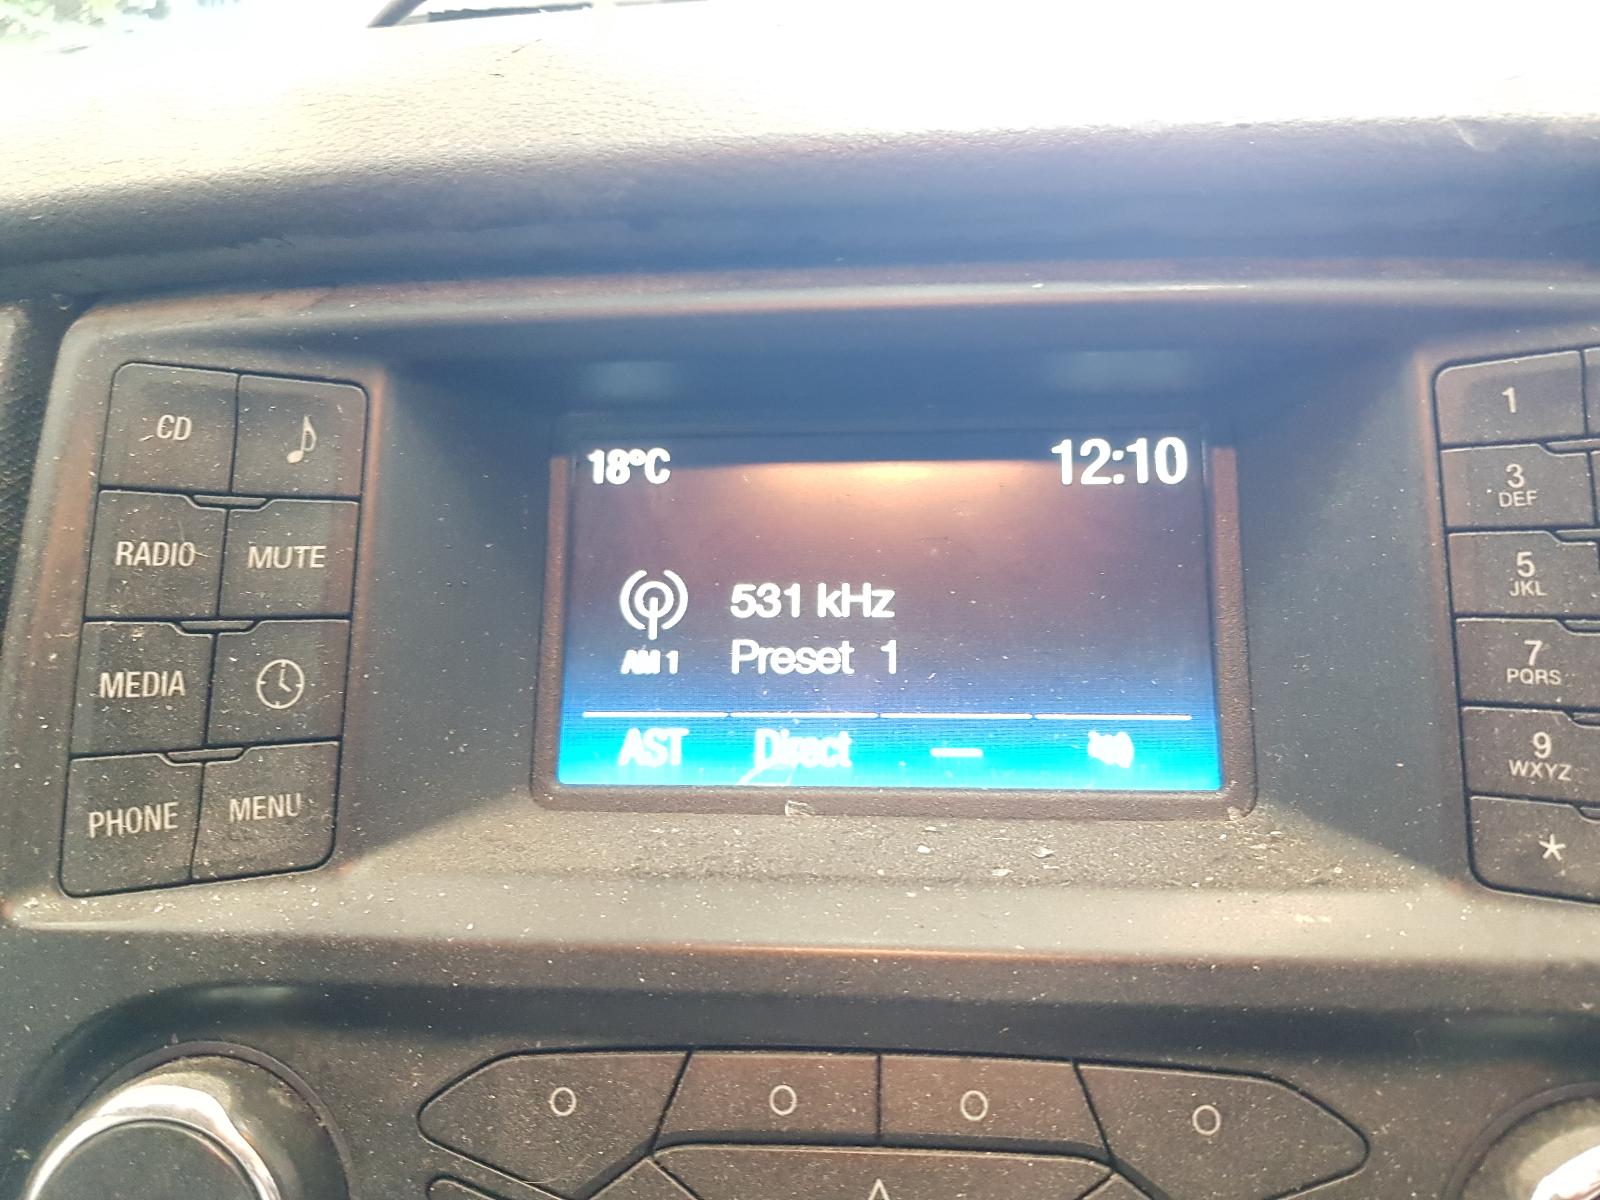 CD
RADIO MUTE
MEDIA
PHONE MENU
18°C 12:10
531 kHz
AM 1 Preset 1
AST Direct
1
3
DEF
5
JKL
7
PQRS
9
WXYZ
*